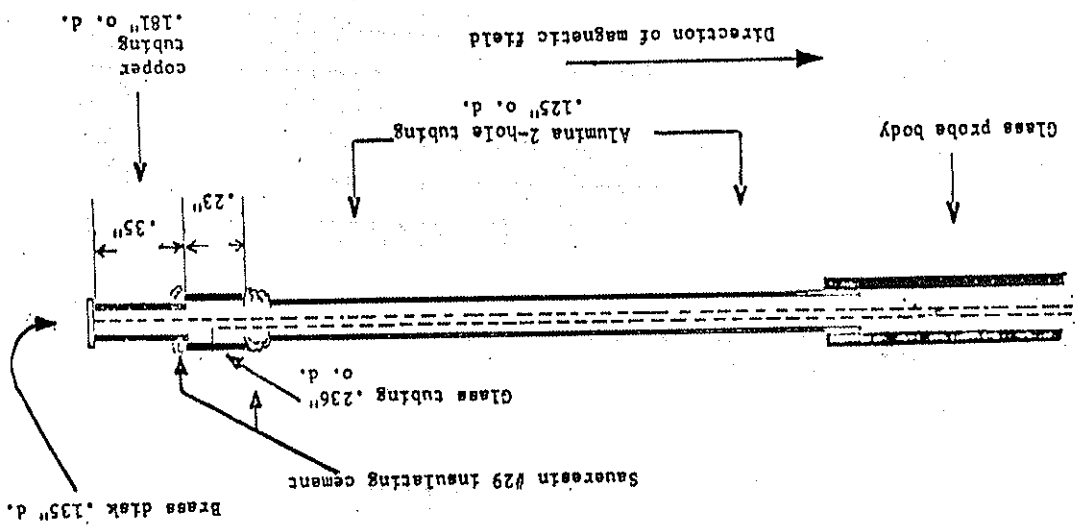 Brass disk .135" d.
Saueresin #29 insulating
cement
Glass tubing .236"
o. d.
.35"
.23"
Glass probe body
Alumina 2-hole tubing
.125" o. d.
Direction of magnetic field
copper
tubing
.181" o. d.